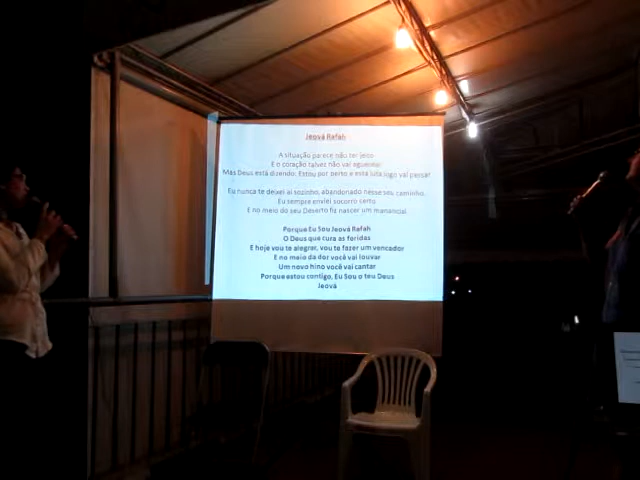 Jeová Rafah
A situação parece não ter jeito
E o coração talvez não vai aguentar
Mas Deus está dizendo: Estou por perto e esta luta logo vai passar
Eu nunca te deixei aí sozinho, abandonado nesse seu caminho.
Eu sempre enviei socorro certo
E no meio do seu Deserto fiz nascer um manancial
Porque Eu Sou Jeová Rafah
O Deus que cura as feridas
E hoje vou te alegrar, vou te fazer um vencedor
E no meio da dor você vai louvar
Um novo hino você vai cantar
Porque estou contigo, Eu Sou o teu Deus
Jeová